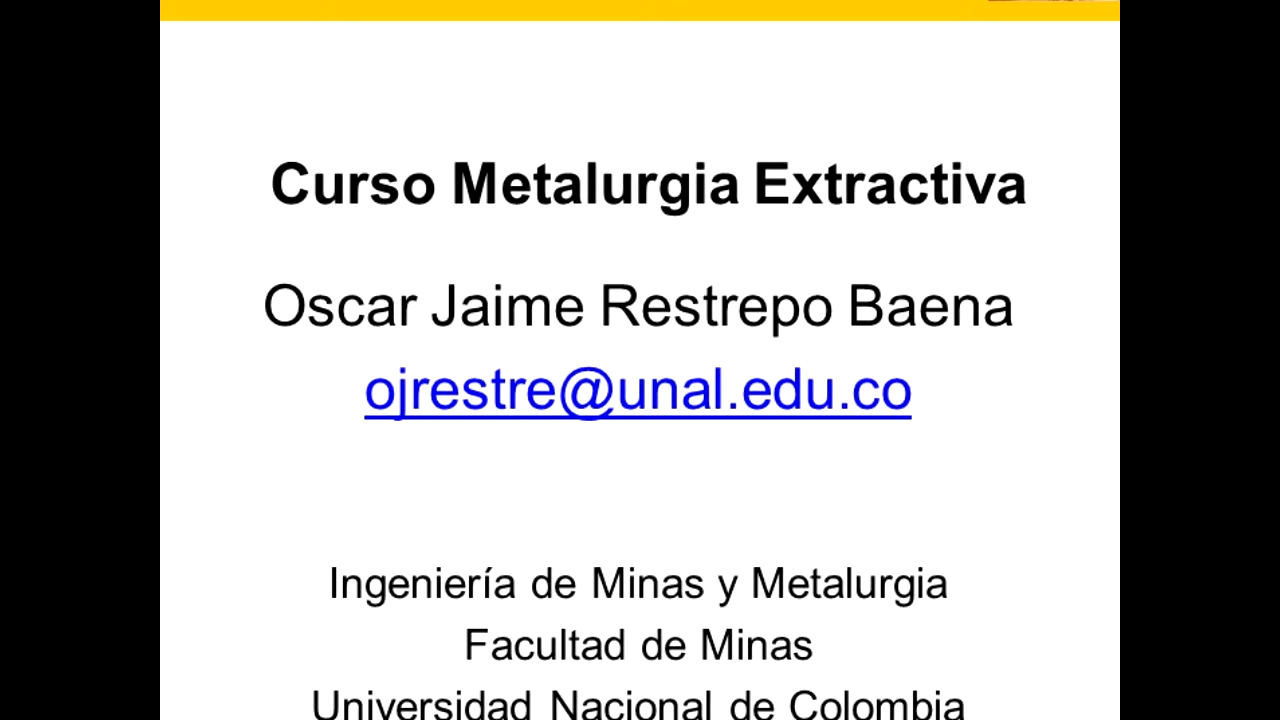 Curso Metalurgia Extractiva
Oscar Jaime Restrepo Baena
ojrestre@unal.edu.co
Ingeniería de Minas y Metalurgia
Facultad de Minas
Universidad Nacional de Colombia